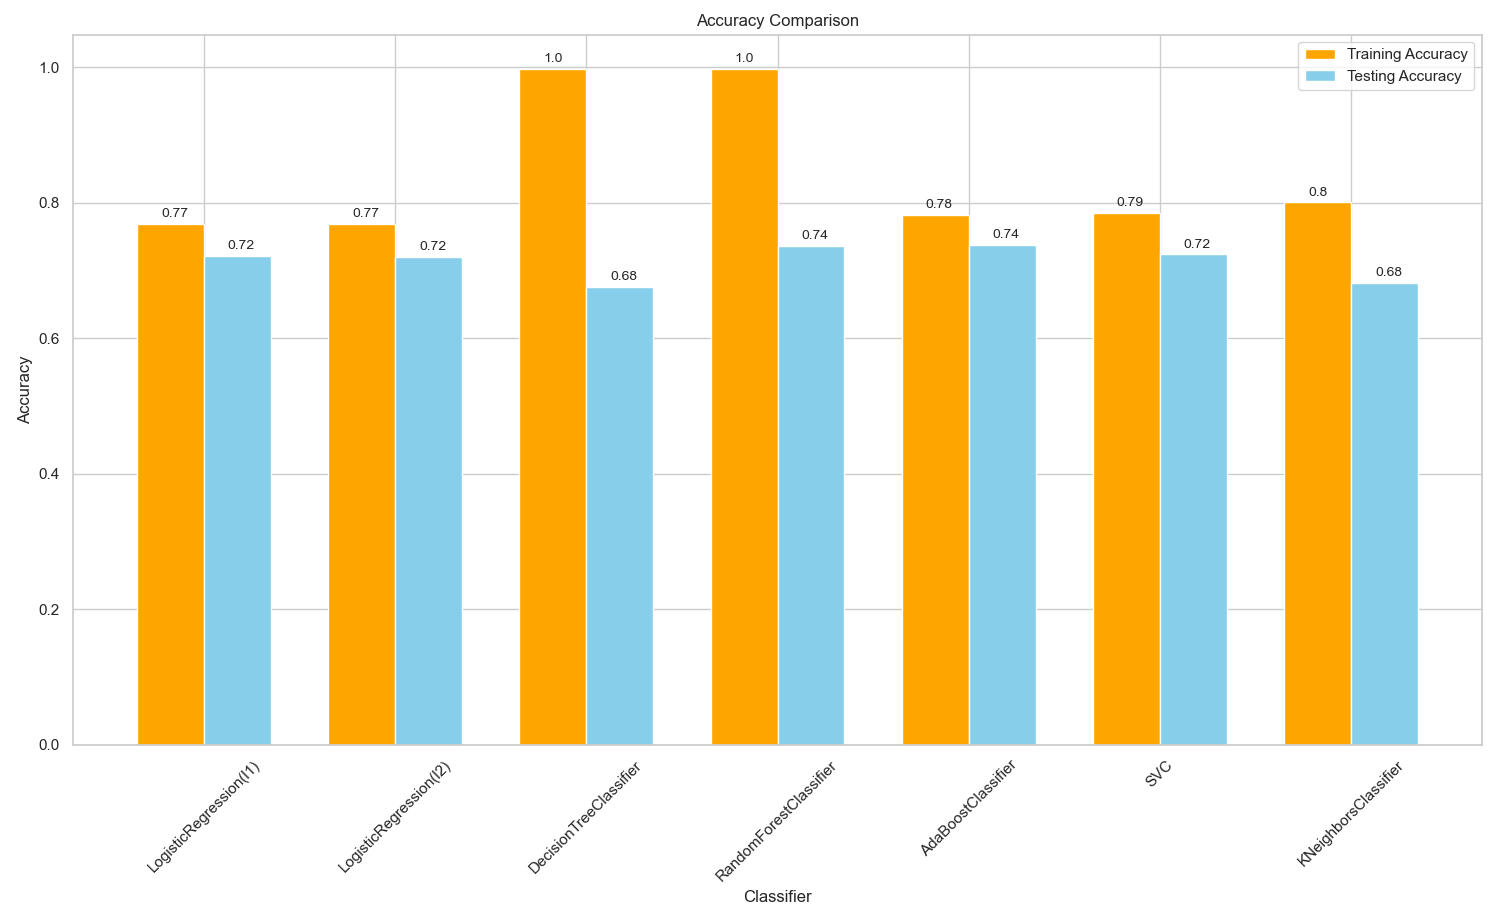 Accuracy Comparison
Training Accuracy
Testing Accuracy
1.0
0.8
0.6
0.4
0.2
0.0
Accuracy
0.77
0.72
0.77
0.72
1.0
0.68
1.0
0.74
0.78
0.74
0.79
0.72
0.8
0.68
LogisticRegression(l1)
LogisticRegression(l2)
DecisionTreeClassifier
RandomForestClassifier
AdaBoostClassifier
SVC
KNeighborsClassifier
Classifier